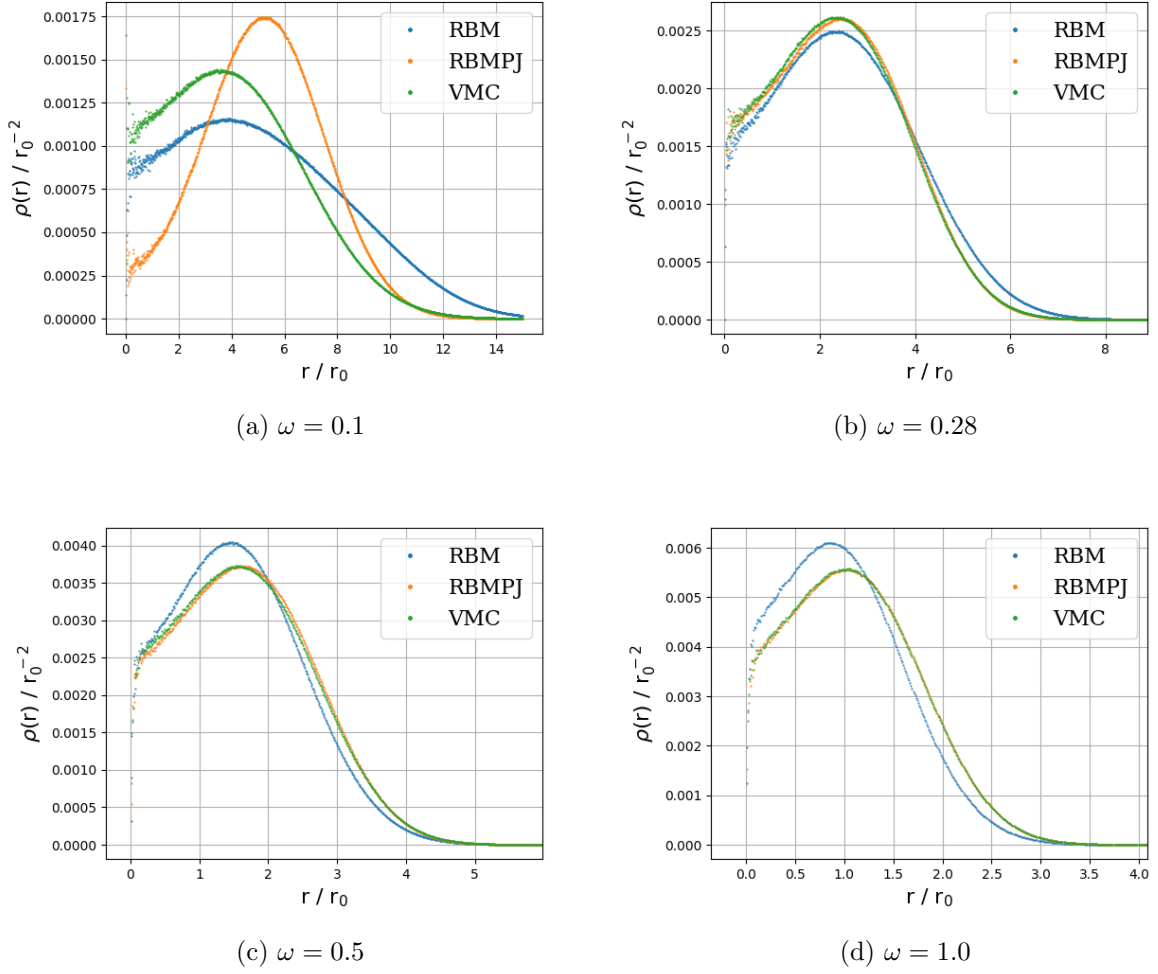 0.00175
0.00150
0.00125
0.00100
0.00075
0.00050
0.00025
0.00000
ρ(r) / r₀⁻²
RBM
RBMPJ
VMC
0 2 4 6 8 10 12 14
r / r₀
(a) ω = 0.1
0.0025
0.0020
0.0015
0.0010
0.0005
0.0000
ρ(r) / r₀⁻²
RBM
RBMPJ
VMC
0 2 4 6 8
r / r₀
(b) ω = 0.28
0.0040
0.0035
0.0030
0.0025
0.0020
0.0015
0.0010
0.0005
0.0000
ρ(r) / r₀⁻²
RBM
RBMPJ
VMC
0 1 2 3 4 5
r / r₀
(c) ω = 0.5
0.006
0.005
0.004
0.003
0.002
0.001
0.000
ρ(r) / r₀⁻²
RBM
RBMPJ
VMC
0.0 0.5 1.0 1.5 2.0 2.5 3.0 3.5 4.0
r / r₀
(d) ω = 1.0